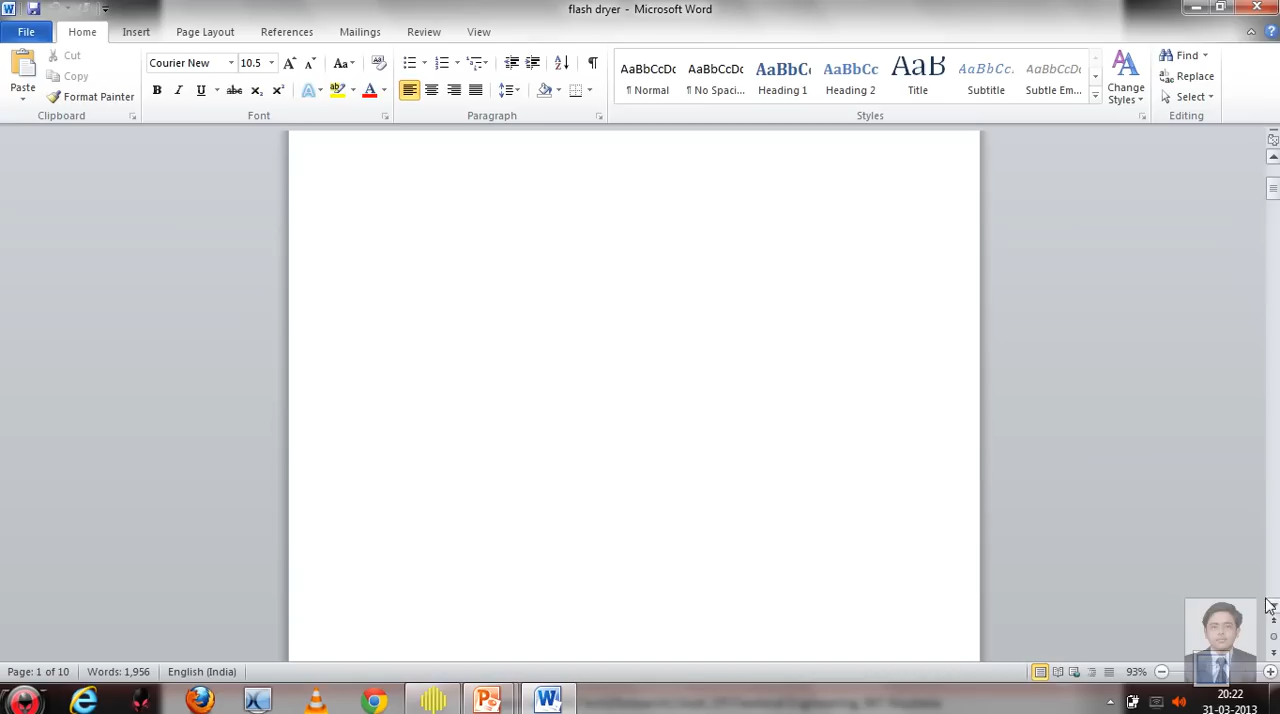 flash dryer - Microsoft Word
File Home Insert Page Layout References Mailings Review View
Paste Cut Copy Format Painter
Clipboard
Courier New 10.5
Font
Paragraph
AaBbCcDc ¶ Normal
AaBbCcDc ¶ No Spaci...
AaBbC Heading 1
AaBbCc Heading 2
AaB Title
AaBbCc. Subtitle
AaBbCcDc Subtle Em...
Change Styles
Styles
Find
Replace
Select
Editing
Page: 1 of 10 Words: 1,956 English (India) 93%
20:22
31-03-2013